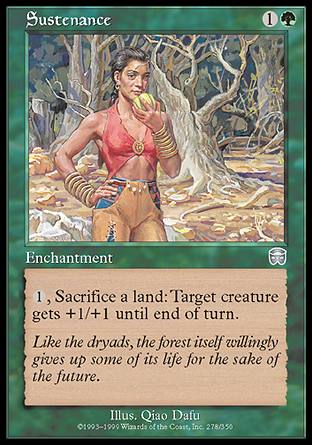 Sustenance 1
Enchantment
1, Sacrifice a land: Target creature
gets +1/+1 until end of turn.
Like the dryads, the forest itself willingly
gives up some of its life for the sake of
the future.
Illus. Qiao Dafu
©1993–1999 Wizards of the Coast, Inc. 278/350